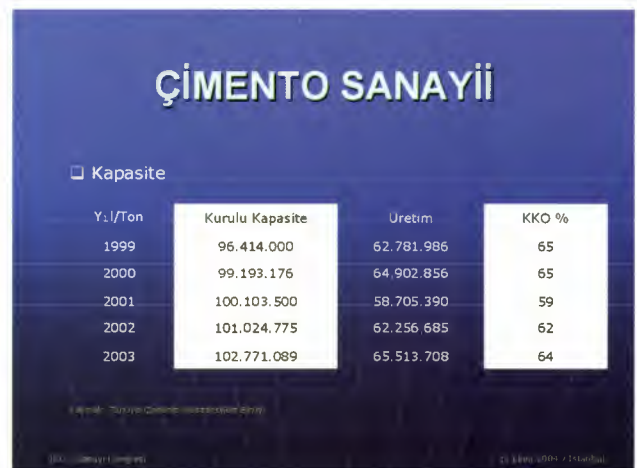 ÇİMENTO SANAYİİ
❑ Kapasite
Yıl/Ton Kurulu Kapasite Üretim KKO %
1999 96.414.000 62.781.986 65
2000 99.193.176 64.902.856 65
2001 100.103.500 58.705.390 59
2002 101.024.775 62.256.685 62
2003 102.771.089 65.513.708 64